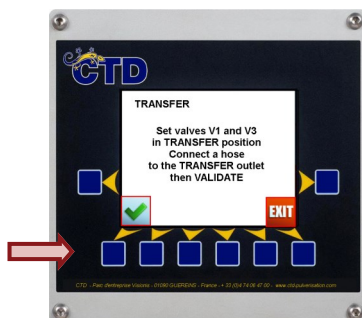 CTD
TRANSFER
Set valves V1 and V3
in TRANSFER position
Connect a hose
to the TRANSFER outlet
then VALIDATE
EXIT
CTD - Parc d'entreprise Visionis - 01090 GUEREINS - France - + 33 (0)4 74 06 47 00 - www.ctd-pulverisation.com